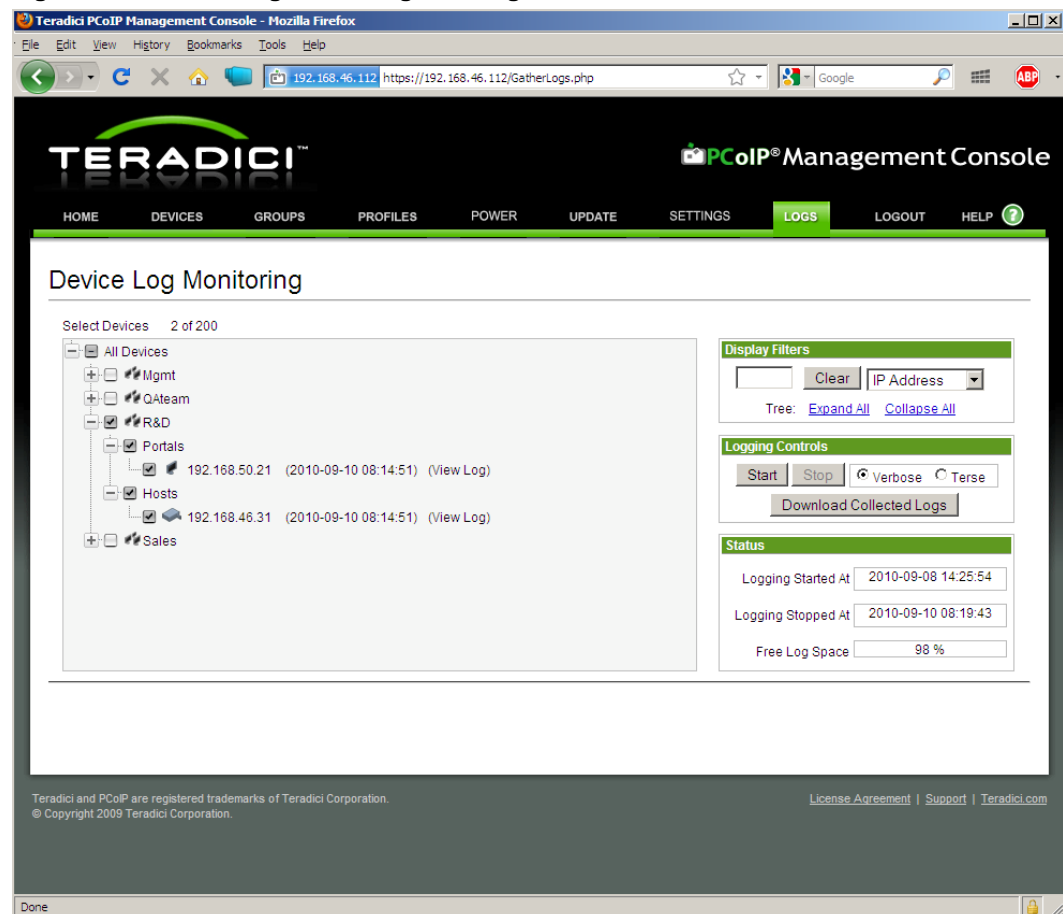 Teradici PCoIP Management Console - Mozilla Firefox
File Edit View History Bookmarks Tools Help
192.168.46.112 https://192.168.46.112/GatherLogs.php Google ABP
TERADICI™
PCoIP® Management Console
HOME DEVICES GROUPS PROFILES POWER UPDATE SETTINGS LOGS LOGOUT HELP ?
Device Log Monitoring
Select Devices 2 of 200
All Devices
Mgmt
QAteam
R&D
Portals
192.168.50.21 (2010-09-10 08:14:51) (View Log)
Hosts
192.168.46.31 (2010-09-10 08:14:51) (View Log)
Sales
Display Filters
Clear IP Address
Tree: Expand All Collapse All
Logging Controls
Start Stop Verbose Terse
Download Collected Logs
Status
Logging Started At 2010-09-08 14:25:54
Logging Stopped At 2010-09-10 08:19:43
Free Log Space 98 %
Teradici and PCoIP are registered trademarks of Teradici Corporation.
© Copyright 2009 Teradici Corporation.
License Agreement | Support | Teradici.com
Done